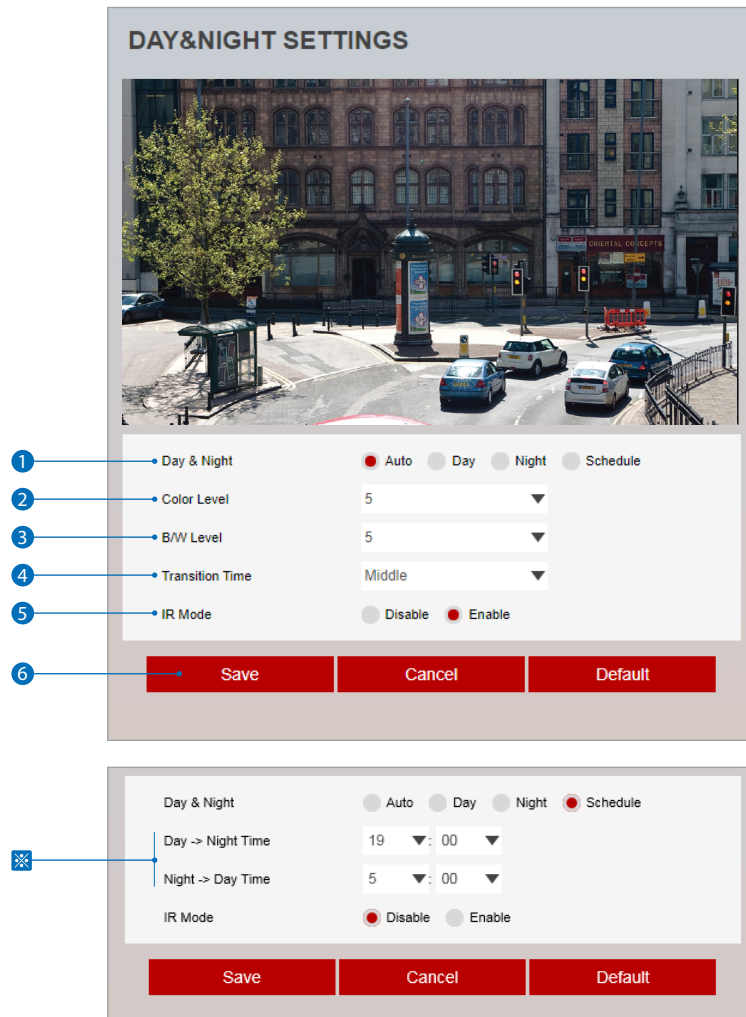 DAY&NIGHT SETTINGS
ORIENTAL CONCEPTS
1 Day & Night Auto Day Night Schedule
2 Color Level 5
3 B/W Level 5
4 Transition Time Middle
5 IR Mode Disable Enable
6 Save Cancel Default
Day & Night Auto Day Night Schedule
※
Day -> Night Time 19 : 00
Night -> Day Time 5 : 00
IR Mode Disable Enable
Save Cancel Default